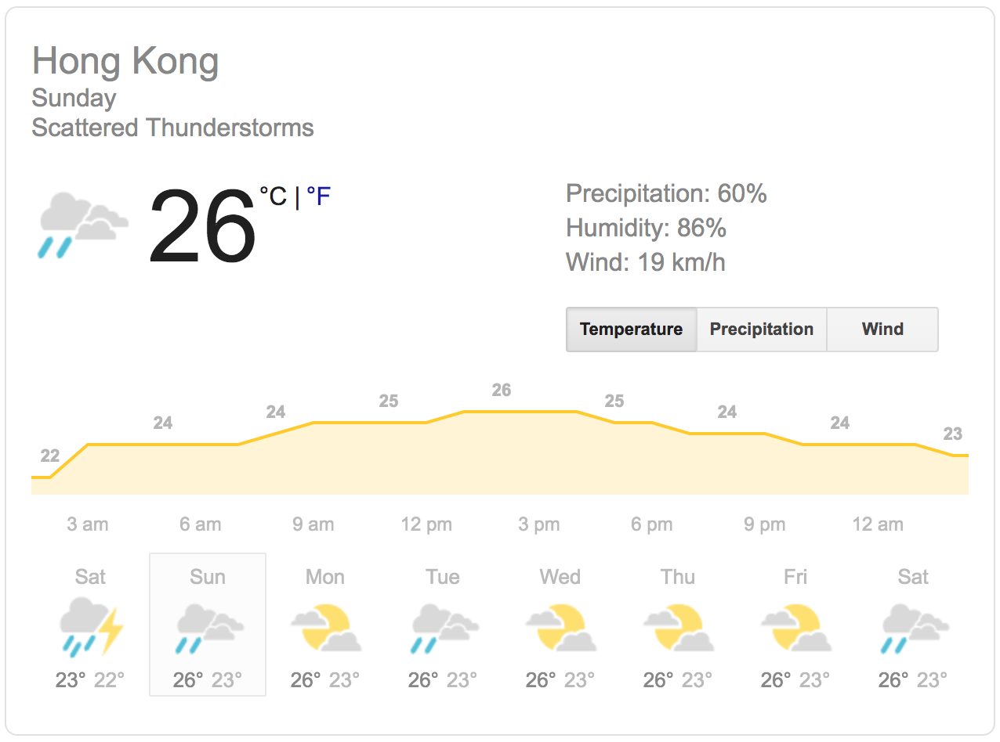 Hong Kong
Sunday
Scattered Thunderstorms
26 °C | °F
Precipitation: 60%
Humidity: 86%
Wind: 19 km/h
Temperature Precipitation Wind
22 24 24 25 26 25 24 24 23
3 am 6 am 9 am 12 pm 3 pm 6 pm 9 pm 12 am
Sat Sun Mon Tue Wed Thu Fri Sat
23° 22° 26° 23° 26° 23° 26° 23° 26° 23° 26° 23° 26° 23° 26° 23°